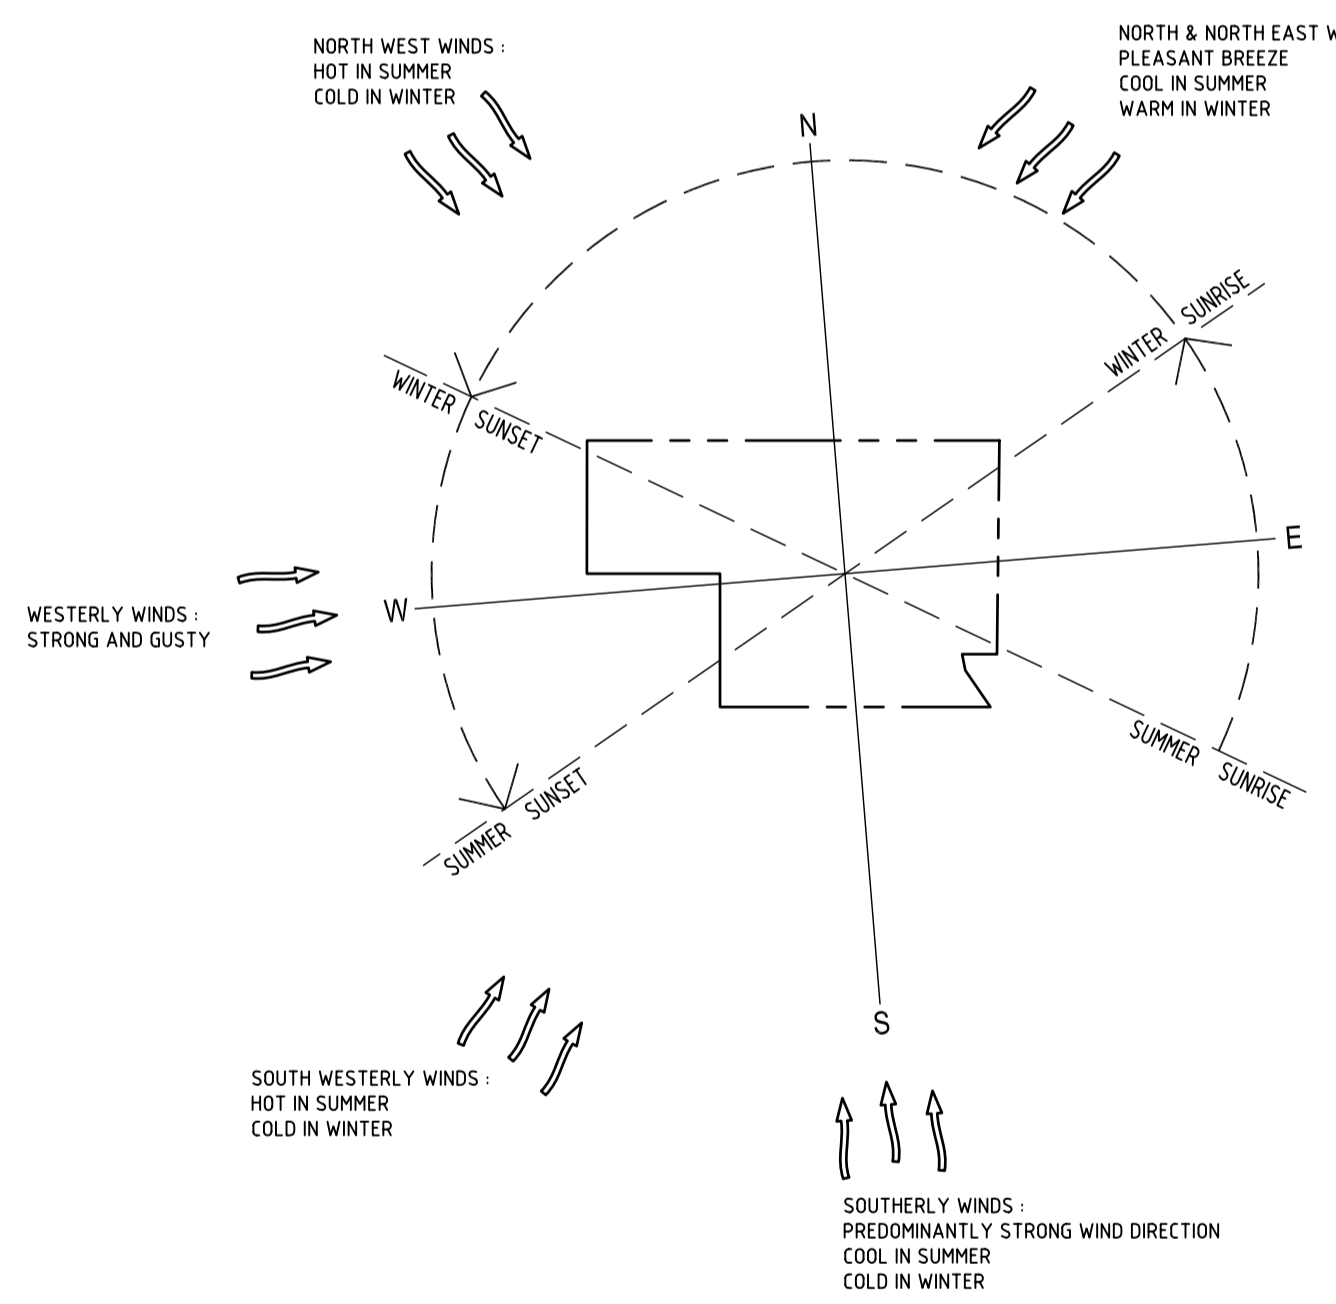 NORTH WEST WINDS :
HOT IN SUMMER
COLD IN WINTER
NORTH & NORTH EAST
PLEASANT BREEZE
COOL IN SUMMER
WARM IN WINTER
N
WINTER SUNRISE
WINTER SUNSET
E
W
WESTERLY WINDS :
STRONG AND GUSTY
SUMMER SUNRISE
SUMMER SUNSET
S
SOUTH WESTERLY WINDS :
HOT IN SUMMER
COLD IN WINTER
SOUTHERLY WINDS :
PREDOMINANTLY STRONG WIND DIRECTION
COOL IN SUMMER
COLD IN WINTER